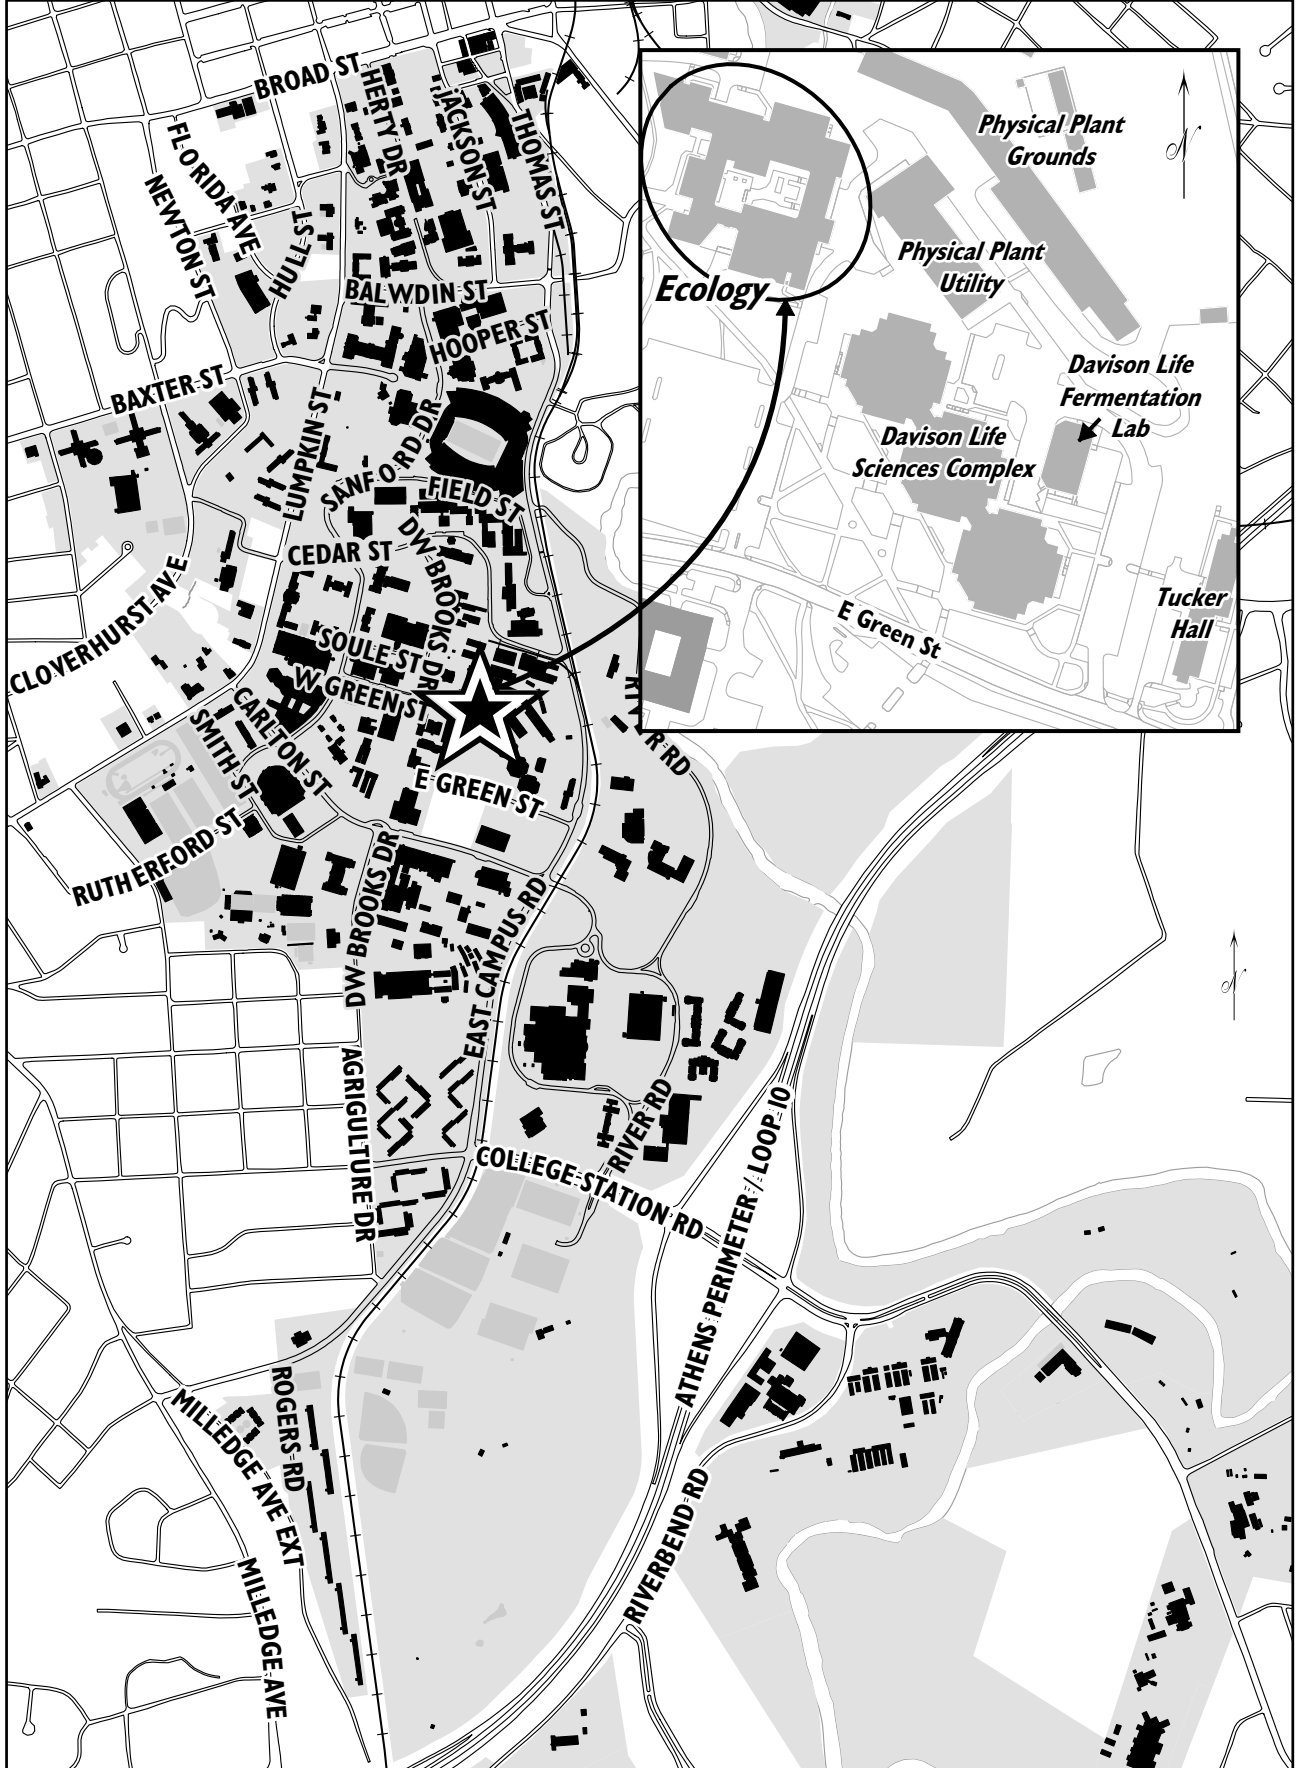 BROAD ST
HERTY DR
JACKSON ST
THOMAS ST
FLORIDA AVE
NEWTON ST
HULL ST
BALWDIN ST
HOOPER ST
BAXTER ST
LUMPKIN ST
SANFORD DR
FIELD ST
CEDAR ST
DW BROOKS DR
CLOVERHURST AVE
SOULE ST
W GREEN ST
CARLTON ST
SMITH ST
E GREEN ST
RUTHERFORD ST
RIVER RD
DW BROOKS DR
EAST CAMPUS RD
AGRIGULTURE DR
RIVER RD
COLLEGE STATION RD
ATHENS PERIMETER / LOOP 10
ROGERS RD
MILLEDGE AVE EXT
MILLEDGE AVE
RIVERBEND RD
N
Physical Plant
Grounds
N
Physical Plant
Utility
Ecology
Davison Life
Fermentation
Lab
Davison Life
Sciences Complex
E Green St
Tucker
Hall